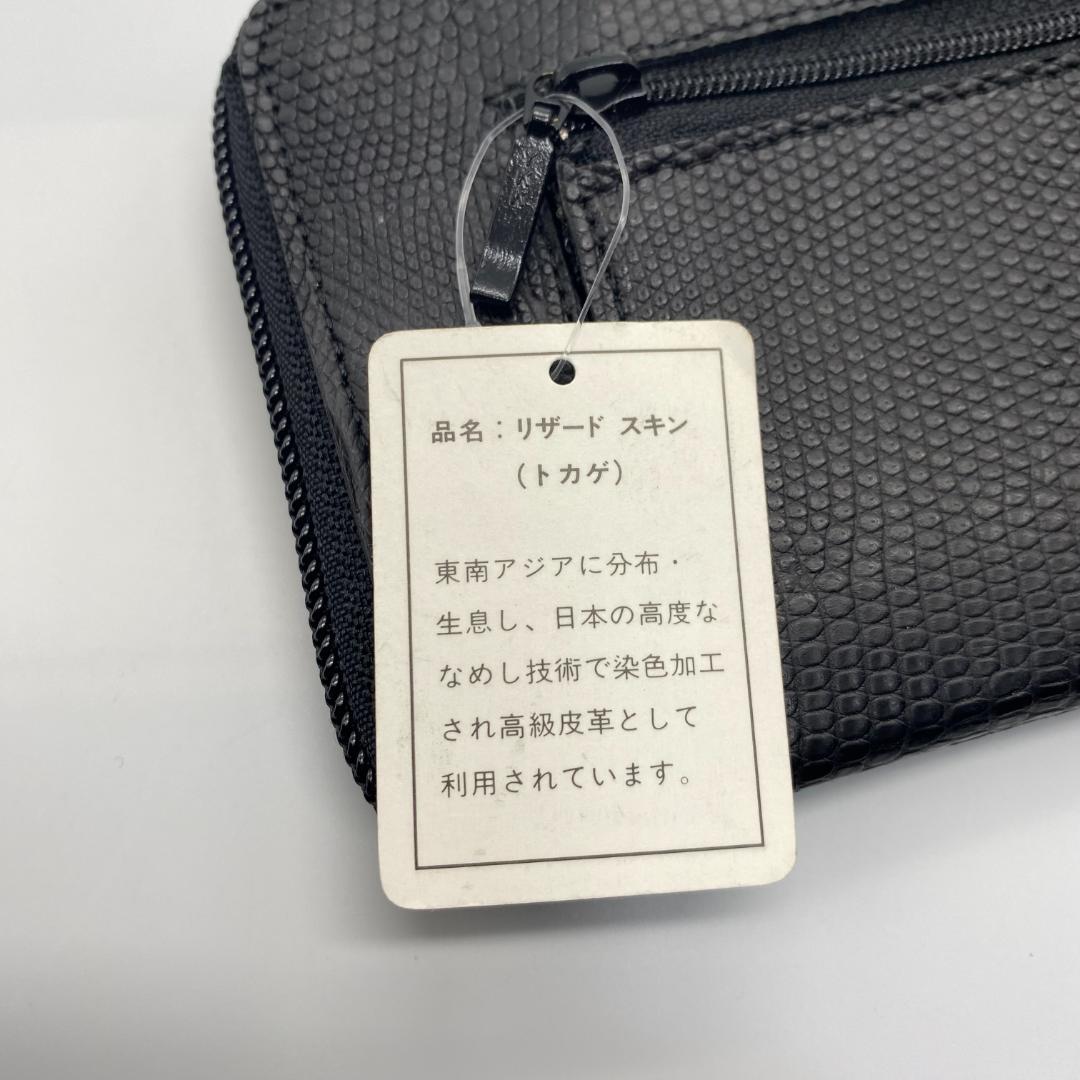 品名：リザード スキン
（トカゲ）
東南アジアに分布・
生息し、日本の高度な
なめし技術で染色加工
され高級皮革として
利用されています。